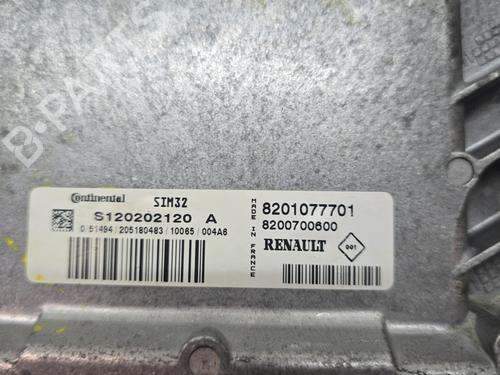 B-PARTS
Continental SIM32
S120202120 A
0 51494 / 205180483 / 10065 / 004A6
MADE IN FRANCE
8201077701
8200700600
RENAULT
001